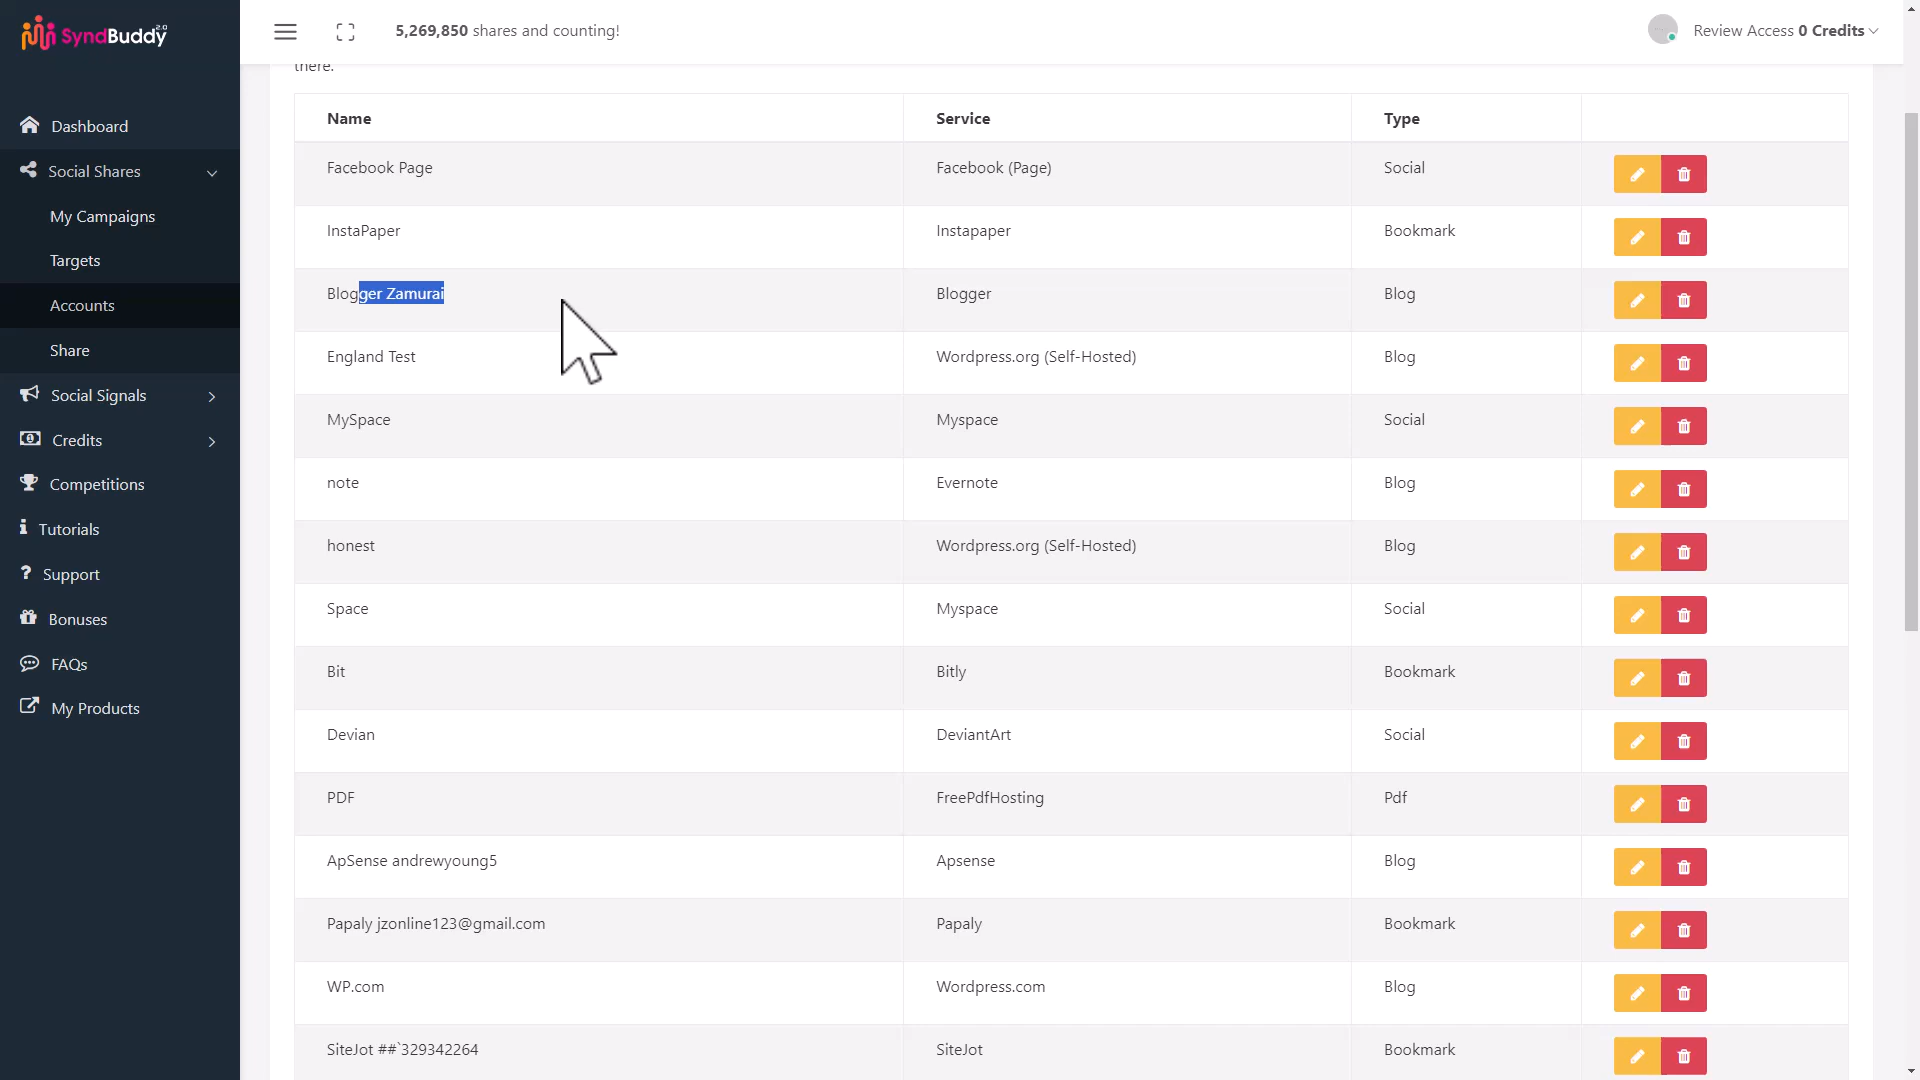 SyndBuddy 2.0
5,269,850 shares and counting!
Review Access 0 Credits
Dashboard
Social Shares
My Campaigns
Targets
Accounts
Share
Social Signals
Credits
Competitions
Tutorials
Support
Bonuses
FAQs
My Products
there.
Name Service Type
Facebook Page Facebook (Page) Social
InstaPaper Instapaper Bookmark
Blogger Zamurai Blogger Blog
England Test Wordpress.org (Self-Hosted) Blog
MySpace Myspace Social
note Evernote Blog
honest Wordpress.org (Self-Hosted) Blog
Space Myspace Social
Bit Bitly Bookmark
Devian DeviantArt Social
PDF FreePdfHosting Pdf
ApSense andrewyoung5 Apsense Blog
Papaly jzonline123@gmail.com Papaly Bookmark
WP.com Wordpress.com Blog
SiteJot ##`329342264 SiteJot Bookmark